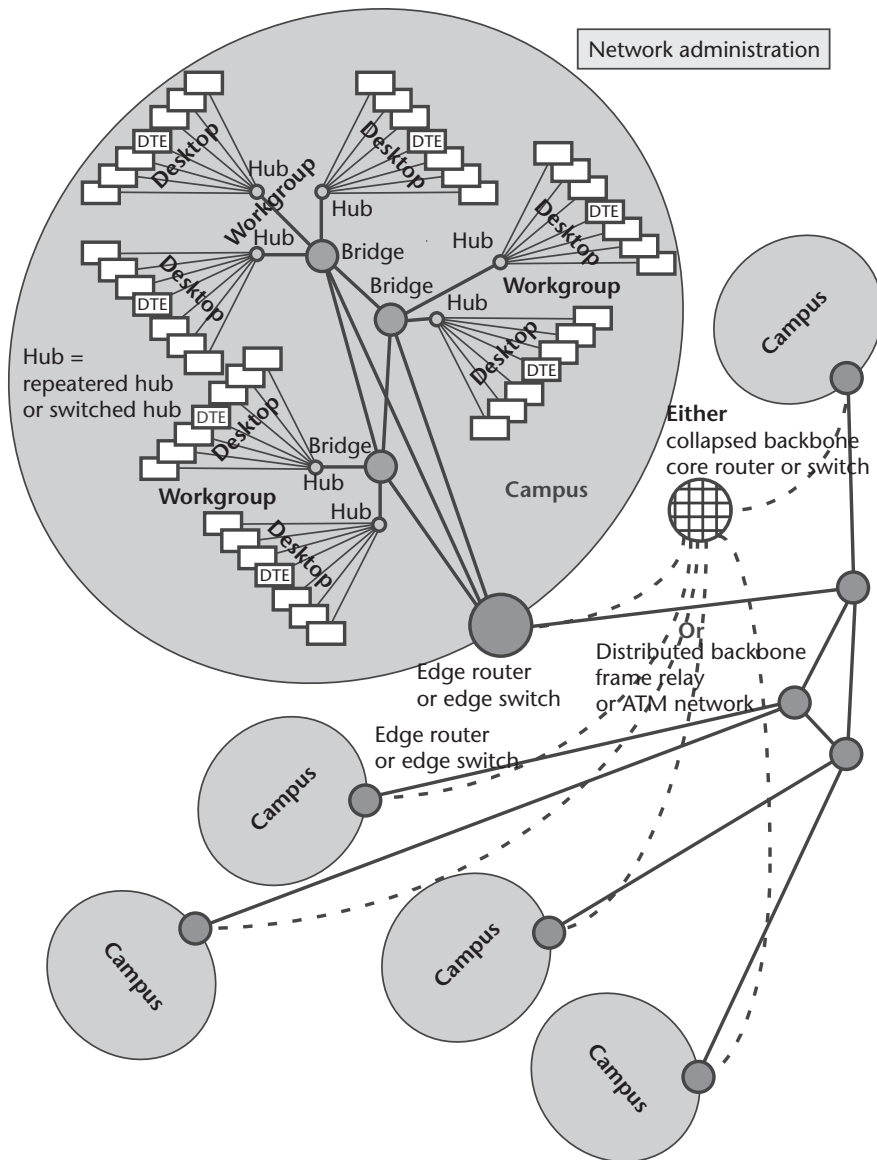 Network administration
DTE
Desktop
Hub
Workgroup
Desktop
DTE
Hub
Hub
Desktop
DTE
Bridge
Hub
Desktop
DTE
Workgroup
Bridge
Hub
Desktop
DTE
Hub =
repeatered hub
or switched hub
DTE
Desktop
Bridge
Hub
Workgroup
Hub
Desktop
DTE
Campus
Campus
Either
collapsed backbone
core router or switch
Or
Distributed backbone
frame relay
or ATM network
Edge router
or edge switch
Edge router
or edge switch
Campus
Campus
Campus
Campus